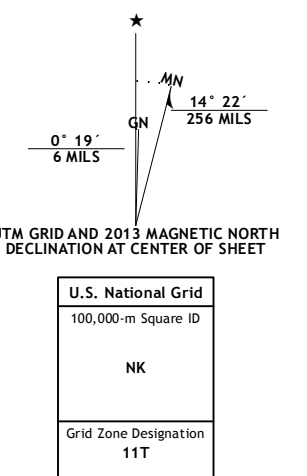 MN
GN
14° 22´
256 MILS
0° 19´
6 MILS
UTM GRID AND 2013 MAGNETIC NORTH
DECLINATION AT CENTER OF SHEET
U.S. National Grid
100,000-m Square ID
NK
Grid Zone Designation
11T